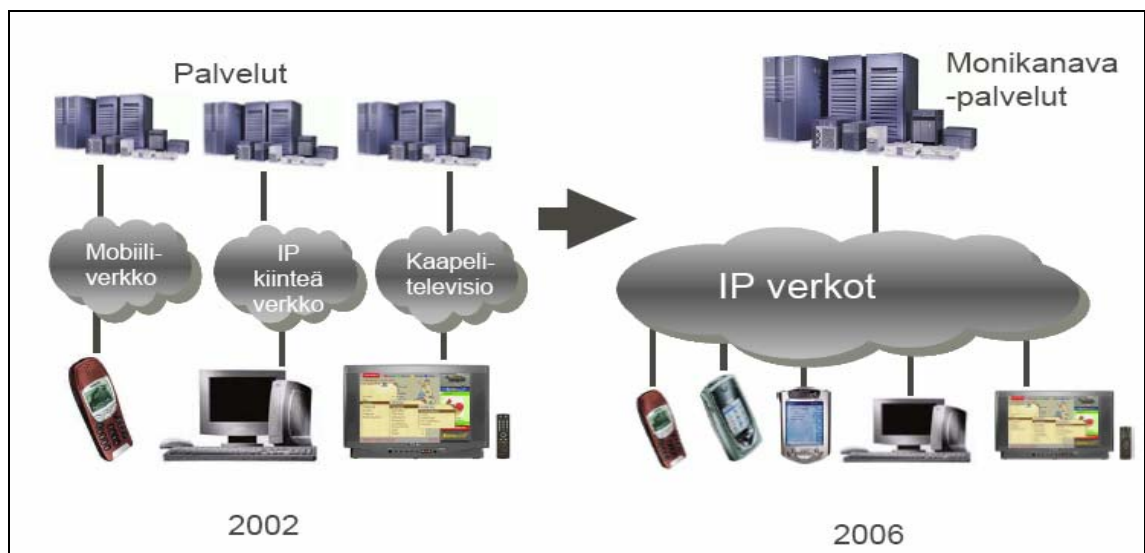 Palvelut
Mobiili-
verkko
IP
kiinteä
verkko
Kaapeli-
televisio
2002
Monikanava
-palvelut
IP verkot
2006